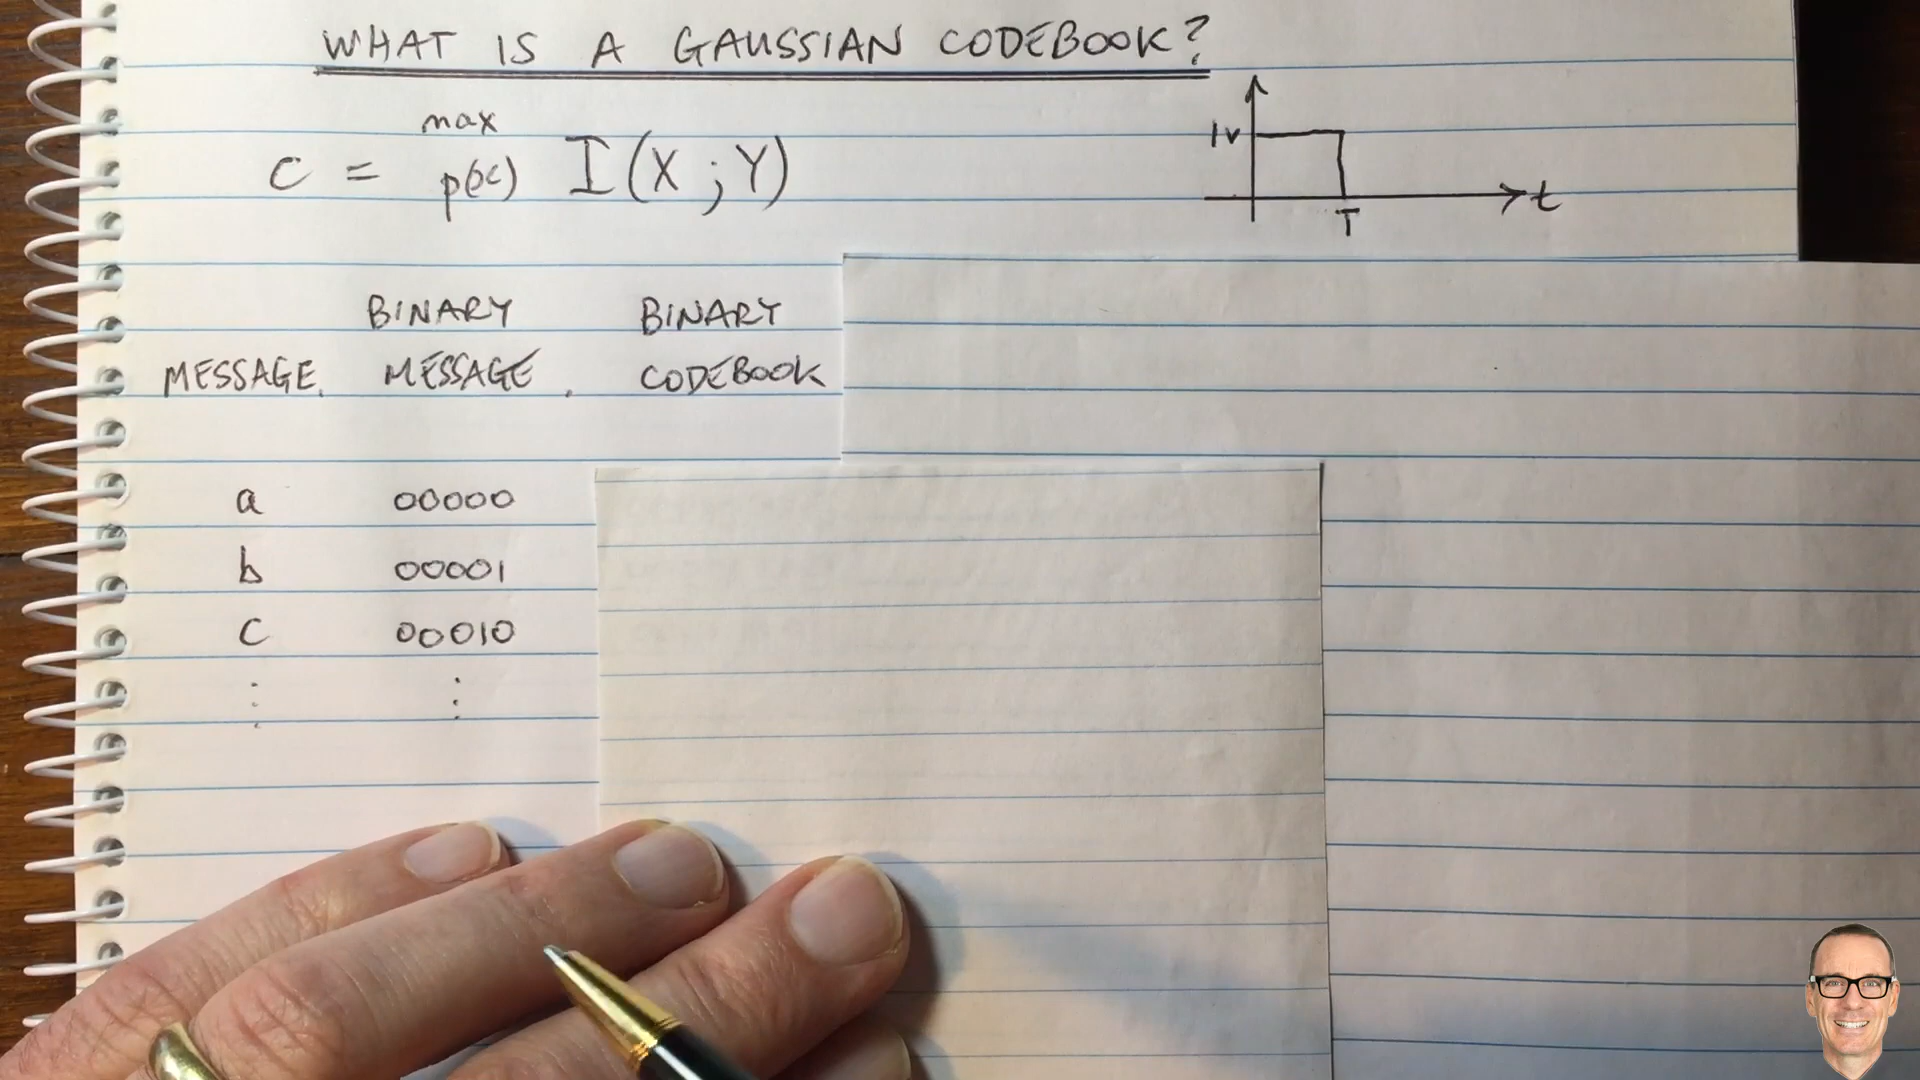 WHAT IS A GAUSSIAN CODEBOOK?
max
C = p(x) I(X;Y)
1V
t
T
BINARY BINARY
MESSAGE MESSAGE CODEBOOK
a 00000
b 00001
c 00010
⋮ ⋮